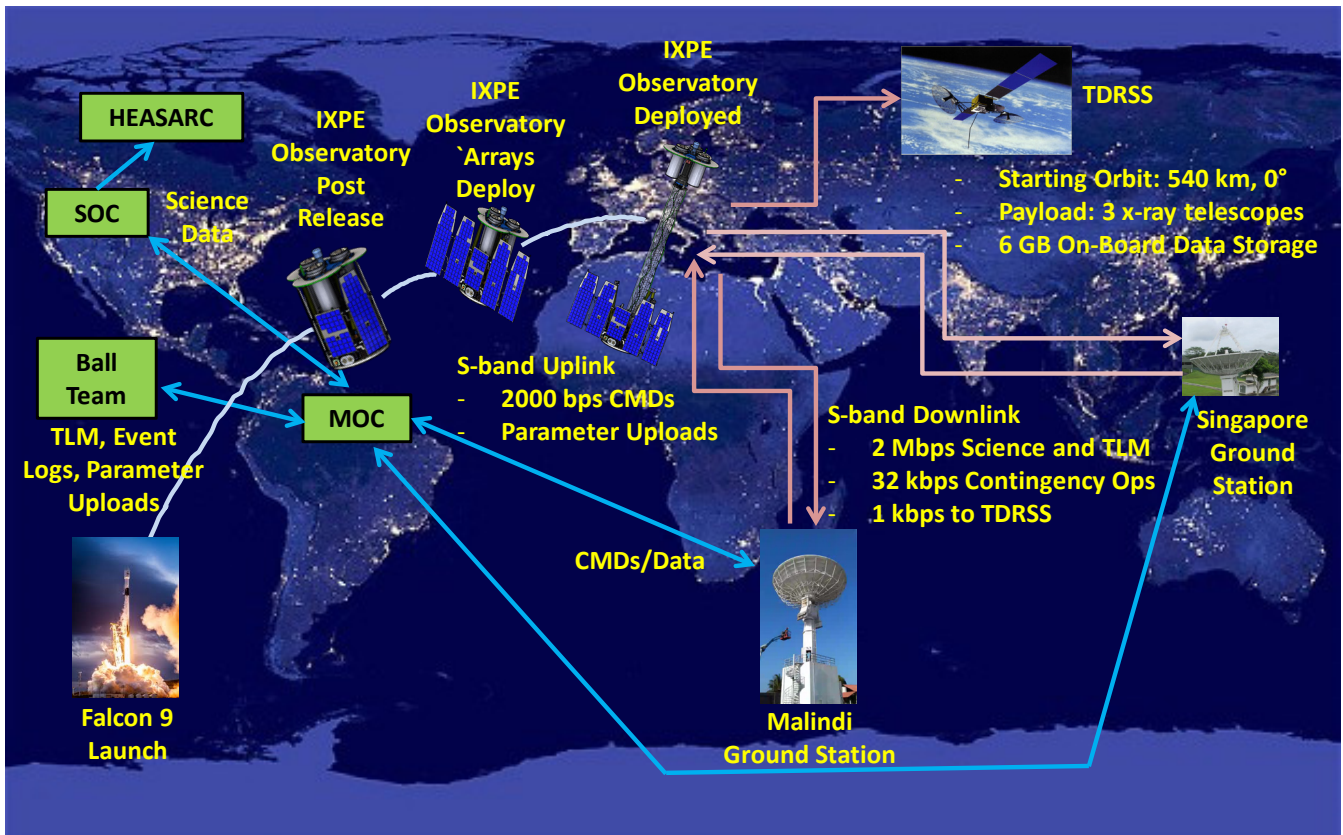 HEASARC
SOC
Science
Data
IXPE
Observatory
Post
Release
IXPE
Observatory
`Arrays
Deploy
IXPE
Observatory
Deployed
TDRSS
- Starting Orbit: 540 km, 0°
- Payload: 3 x-ray telescopes
- 6 GB On-Board Data Storage
Ball
Team
TLM, Event
Logs, Parameter
Uploads
MOC
S-band Uplink
- 2000 bps CMDs
- Parameter Uploads
S-band Downlink
- 2 Mbps Science and TLM
- 32 kbps Contingency Ops
- 1 kbps to TDRSS
Singapore
Ground
Station
CMDs/Data
Falcon 9
Launch
Malindi
Ground Station